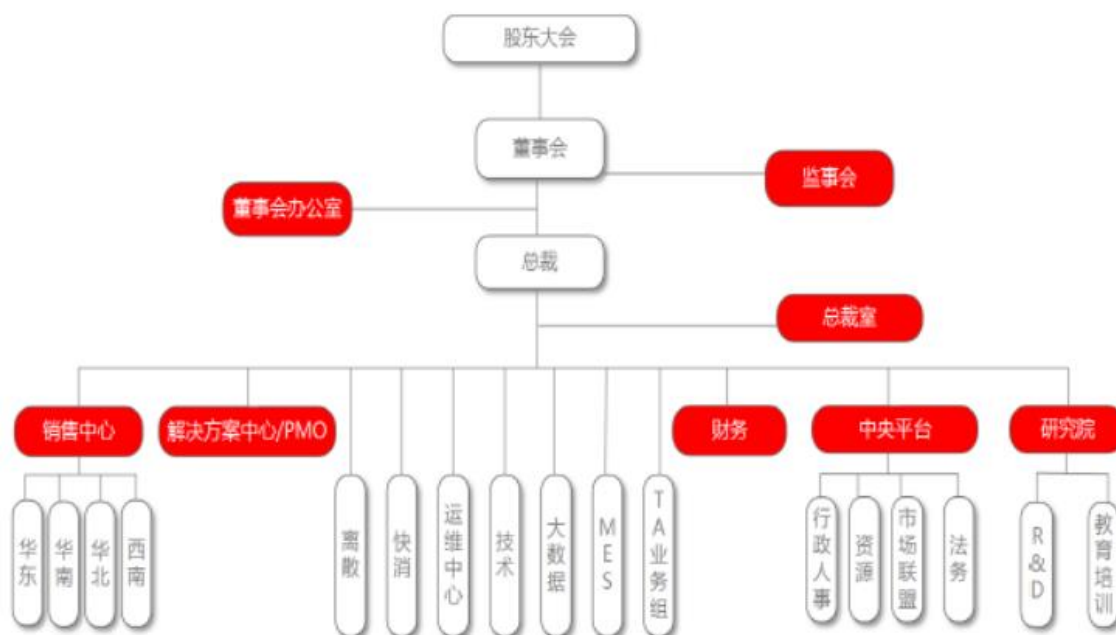 股东大会
董事会
监事会
董事会办公室
总裁
总裁室
销售中心
解决方案中心/PMO
财务
中央平台
研究院
华东
华南
华北
西南
离散
快消
运维中心
技术
大数据
MES
TA业务组
行政人事
资源
市场联盟
法务
R&D
教育培训